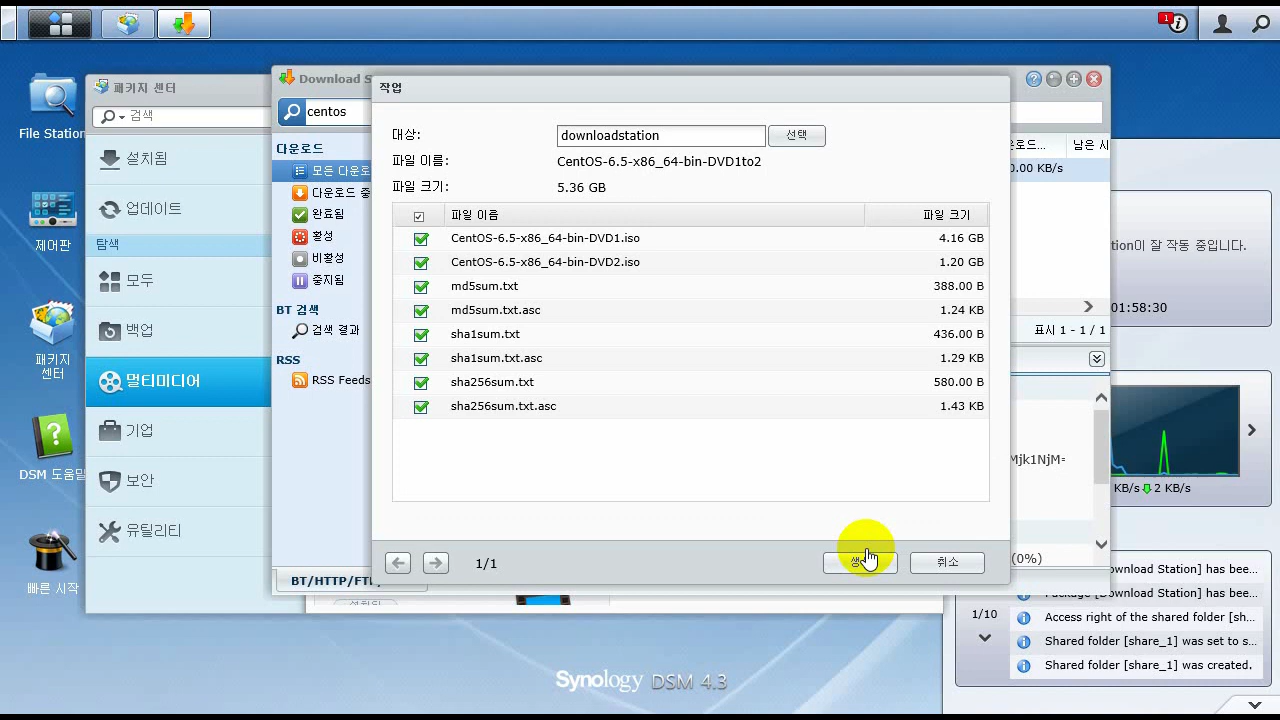 1
패키지 센터
Download S
작업
검색
centos
File Station
설치됨
업데이트
탐색
모두
백업
멀티미디어
기업
보안
유틸리티
제어판
패키지
센터
DSM 도움말
빠른 시작
다운로드
모든 다운로
다운로드 중
완료됨
활성
비활성
중지됨
BT 검색
검색 결과
RSS
RSS Feeds
BT/HTTP/FT
대상:
downloadstation
선택
파일 이름:
CentOS-6.5-x86_64-bin-DVD1to2
파일 크기:
5.36 GB
파일 이름
파일 크기
CentOS-6.5-x86_64-bin-DVD1.iso
4.16 GB
CentOS-6.5-x86_64-bin-DVD2.iso
1.20 GB
md5sum.txt
388.00 B
md5sum.txt.asc
1.24 KB
sha1sum.txt
436.00 B
sha1sum.txt.asc
1.29 KB
sha256sum.txt
580.00 B
sha256sum.txt.asc
1.43 KB
1/1
취소
운로드...
남은 시
0.00 KB/s
표시 1 - 1 / 1
Mjk1NjM=
(0%)
tion이 잘 작동 중입니다.
01:58:30
KB/s
2 KB/s
ownload Station] has bee...
Package [Download Station] has bee...
1/10
Access right of the shared folder [sh...
Shared folder [share_1] was set to s...
Shared folder [share_1] was created.
Synology DSM 4.3